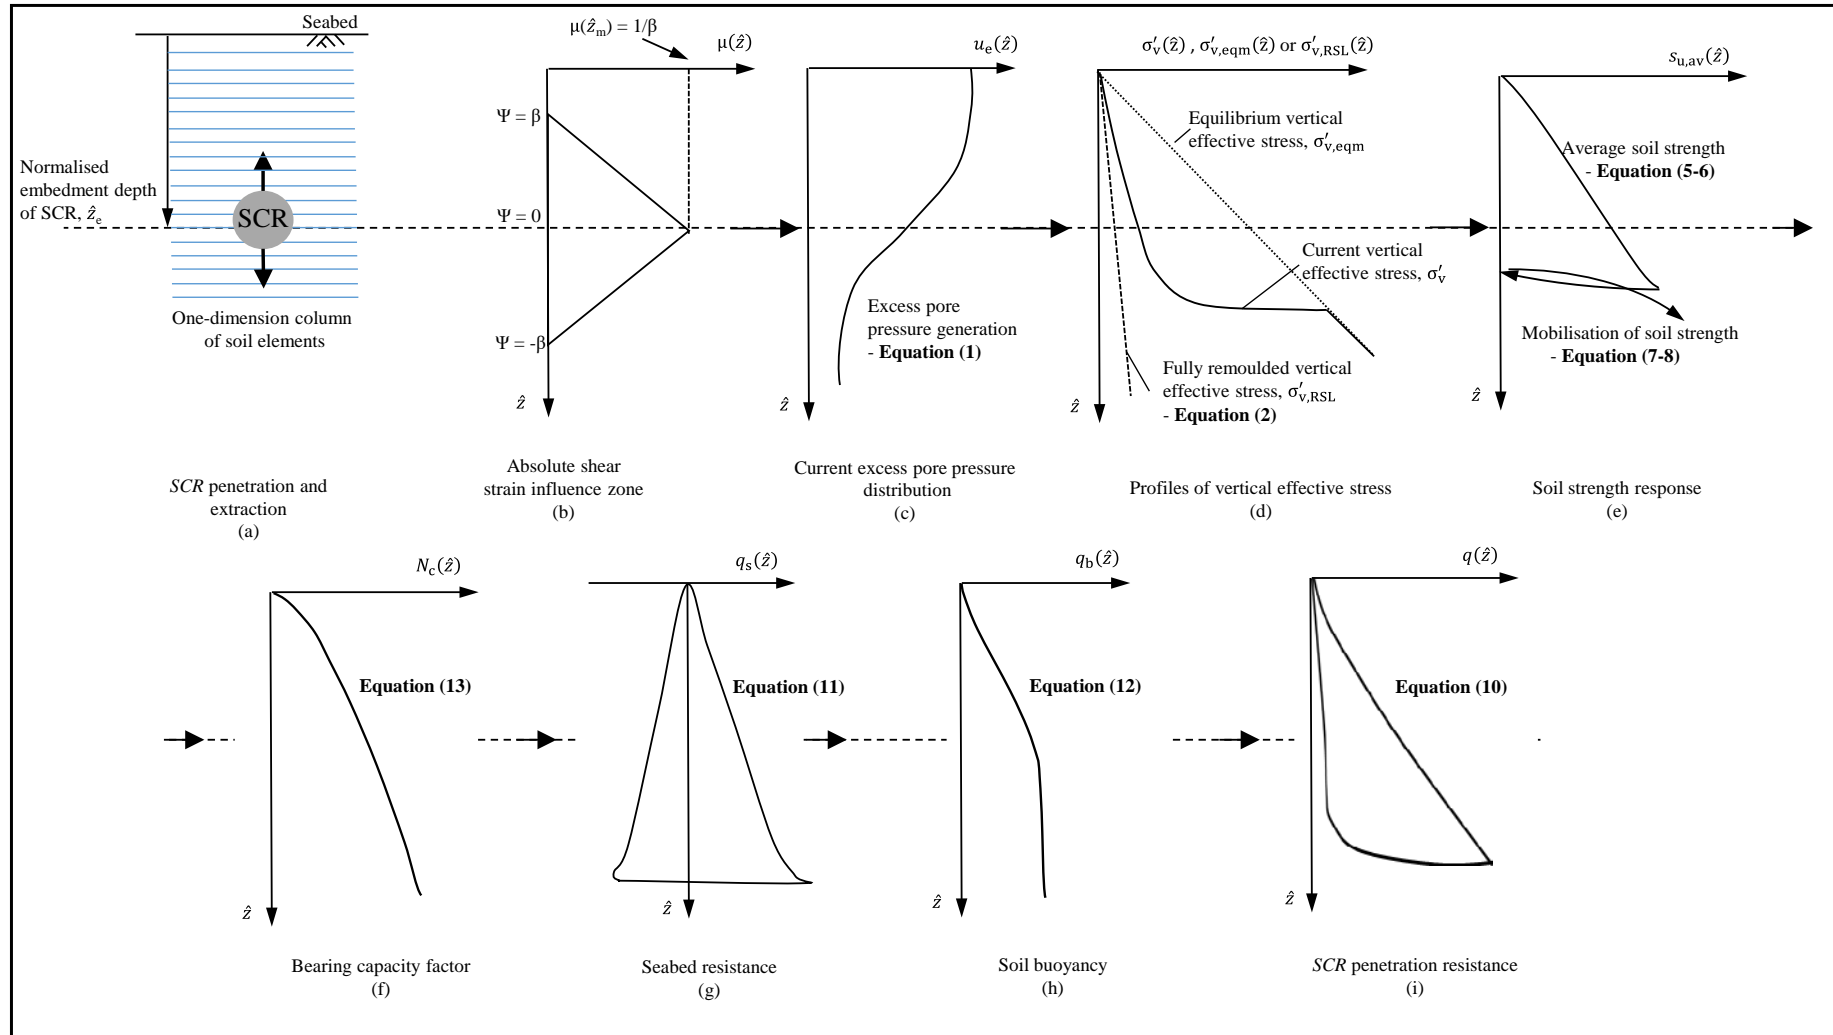 Seabed
Normalised
embedment depth
of SCR, ẑₑ
SCR
One-dimension column
of soil elements
SCR penetration and
extraction
(a)
μ(ẑₘ) = 1/β
μ(ẑ)
Ψ = β
Ψ = 0
Ψ = -β
ẑ
Absolute shear
strain influence zone
(b)
uₑ(ẑ)
Excess pore
pressure generation
- Equation (1)
ẑ
Current excess pore pressure
distribution
(c)
σ′v(ẑ) , σ′v,eqm(ẑ) or σ′v,RSL(ẑ)
Equilibrium vertical
effective stress, σ′v,eqm
Current vertical
effective stress, σ′v
Fully remoulded vertical
effective stress, σ′v,RSL
- Equation (2)
ẑ
Profiles of vertical effective stress
(d)
su,av(ẑ)
Average soil strength
- Equation (5-6)
Mobilisation of soil strength
- Equation (7-8)
ẑ
Soil strength response
(e)
Nc(ẑ)
Equation (13)
ẑ
Bearing capacity factor
(f)
qs(ẑ)
Equation (11)
ẑ
Seabed resistance
(g)
qb(ẑ)
Equation (12)
ẑ
Soil buoyancy
(h)
q(ẑ)
Equation (10)
ẑ
SCR penetration resistance
(i)